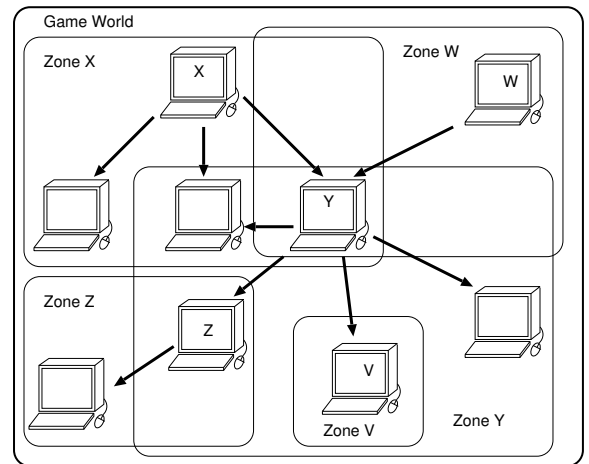 Game World
Zone X
X
Zone W
W
Y
Zone Z
Z
V
Zone V
Zone Y